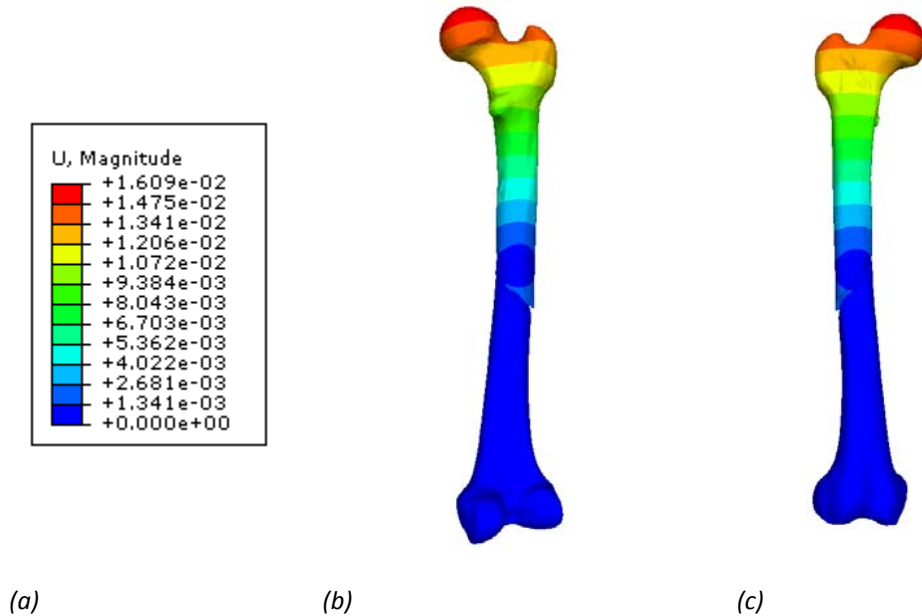 U, Magnitude
+1.609e-02
+1.475e-02
+1.341e-02
+1.206e-02
+1.072e-02
+9.384e-03
+8.043e-03
+6.703e-03
+5.362e-03
+4.022e-03
+2.681e-03
+1.341e-03
+0.000e+00
(a) (b) (c)